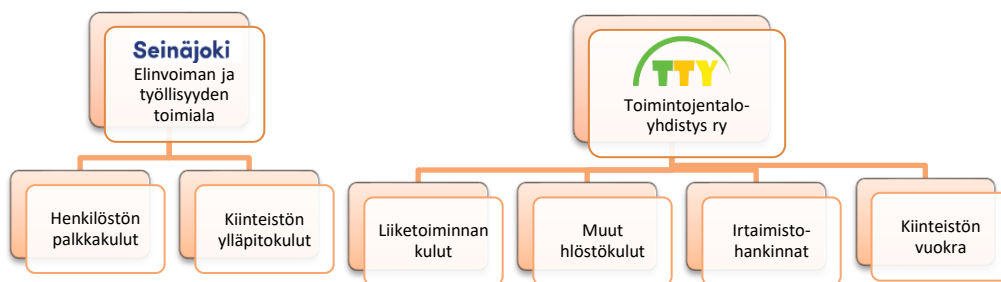 Seinäjoki
Elinvoiman ja
työllisyyden
toimiala
TTY
Toimintojentalo-
yhdistys ry
Henkilöstön
palkkakulut
Kiinteistön
ylläpitokulut
Liiketoiminnan
kulut
Muut
hlöstökulut
Irtaimisto-
hankinnat
Kiinteistön
vuokra